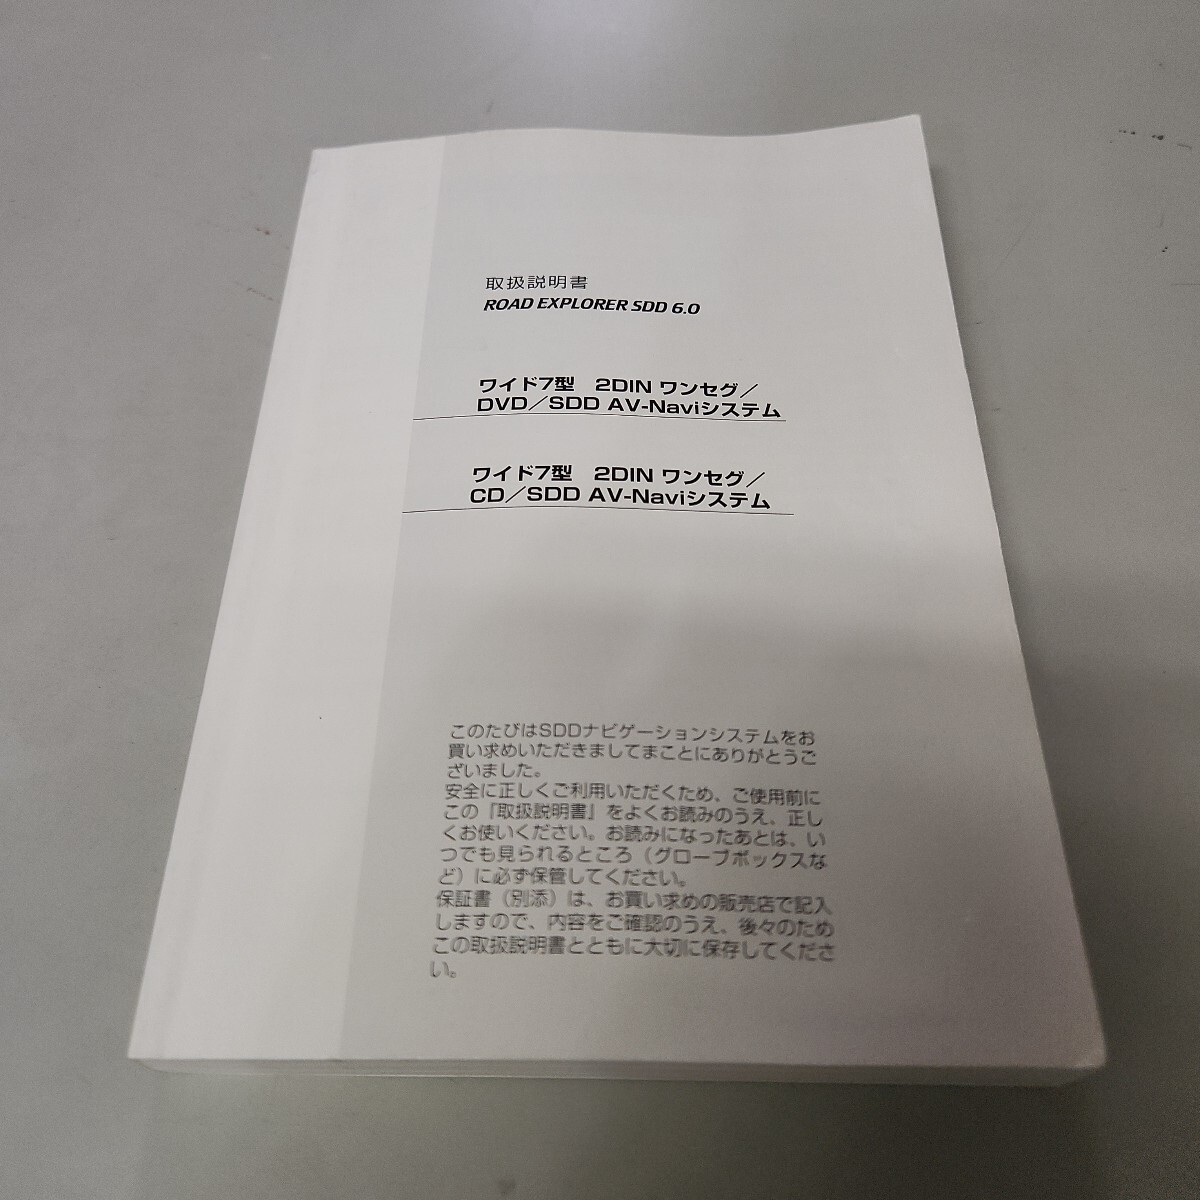 取扱説明書
ROAD EXPLORER SDD 6.0
ワイド7型　2DIN ワンセグ／
DVD／SDD AV-Naviシステム
ワイド7型　2DIN ワンセグ／
CD／SDD AV-Naviシステム
このたびはSDDナビゲーションシステムをお
買い求めいただきましてまことにありがとうご
ざいました。
安全に正しくご利用いただくため、ご使用前に
この「取扱説明書」をよくお読みのうえ、正し
くお使いください。お読みになったあとは、い
つでも見られるところ（グローブボックスな
ど）に必ず保管してください。
保証書（別添）は、お買い求めの販売店で記入
しますので、内容をご確認のうえ、後々のため
この取扱説明書とともに大切に保存してくださ
い。